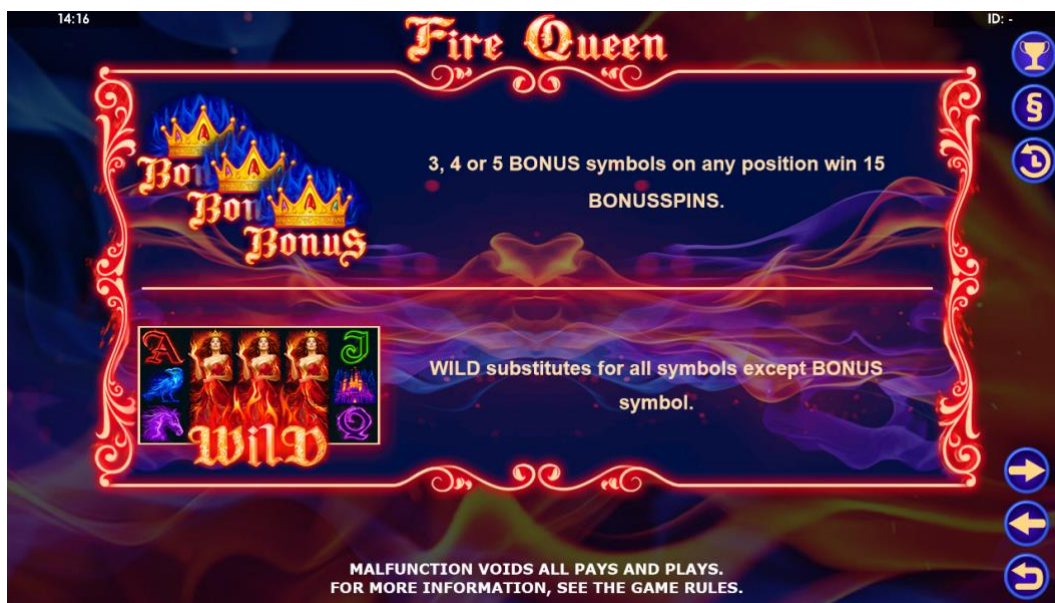 14:16
ID: -
Fire Queen
§
Bon
Bon
Bonus
3, 4 or 5 BONUS symbols on any position win 15
BONUSSPINS.
A
J
Q
Wild
WILD substitutes for all symbols except BONUS
symbol.
MALFUNCTION VOIDS ALL PAYS AND PLAYS.
FOR MORE INFORMATION, SEE THE GAME RULES.